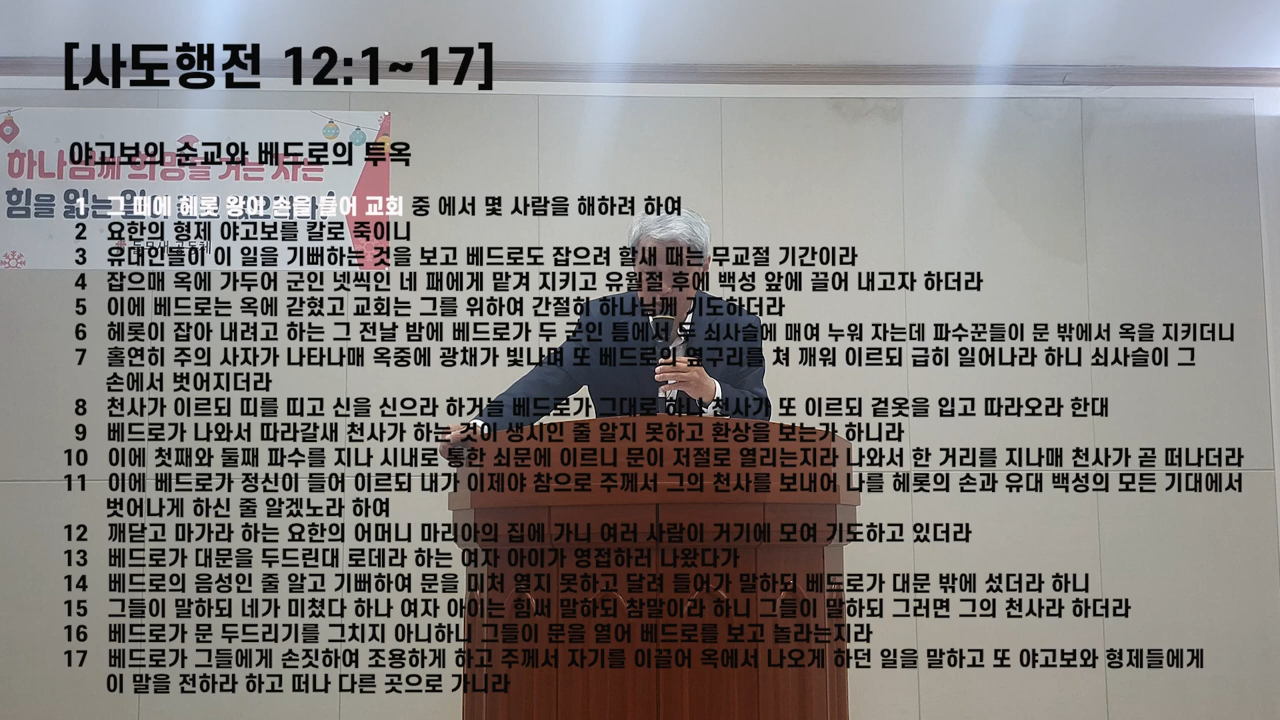 [사도행전 12:1~17]
야고보의 순교와 베드로의 투옥
하나님께 희망을 거는 자는
힘을 잃는
1 그 때에 헤롯 왕이 손을 들어 교회 중 에서 몇 사람을 해하려 하여
2 요한의 형제 야고보를 칼로 죽이니
3 유대인들이 이 일을 기뻐하는 것을 보고 베드로도 잡으려 할새 때는 무교절 기간이라
4 잡으매 옥에 가두어 군인 넷씩인 네 패에게 맡겨 지키고 유월절 후에 백성 앞에 끌어 내고자 하더라
5 이에 베드로는 옥에 갇혔고 교회는 그를 위하여 간절히 하나님께 기도하더라
6 헤롯이 잡아 내려고 하는 그 전날 밤에 베드로가 두 군인 틈에서 두 쇠사슬에 매여 누워 자는데 파수꾼들이 문 밖에서 옥을 지키더니
7 홀연히 주의 사자가 나타나매 옥중에 광채가 빛나며 또 베드로의 옆구리를 쳐 깨워 이르되 급히 일어나라 하니 쇠사슬이 그
손에서 벗어지더라
8 천사가 이르되 띠를 띠고 신을 신으라 하거늘 베드로가 그대로 하니 천사가 또 이르되 겉옷을 입고 따라오라 한대
9 베드로가 나와서 따라갈새 천사가 하는 것이 생시인 줄 알지 못하고 환상을 보는가 하니라
10 이에 첫째와 둘째 파수를 지나 시내로 통한 쇠문에 이르니 문이 저절로 열리는지라 나와서 한 거리를 지나매 천사가 곧 떠나더라
11 이에 베드로가 정신이 들어 이르되 내가 이제야 참으로 주께서 그의 천사를 보내어 나를 헤롯의 손과 유대 백성의 모든 기대에서
벗어나게 하신 줄 알겠노라 하여
12 깨닫고 마가라 하는 요한의 어머니 마리아의 집에 가니 여러 사람이 거기에 모여 기도하고 있더라
13 베드로가 대문을 두드린대 로데라 하는 여자 아이가 영접하러 나왔다가
14 베드로의 음성인 줄 알고 기뻐하여 문을 미처 열지 못하고 달려 들어가 말하되 베드로가 대문 밖에 섰더라 하니
15 그들이 말하되 네가 미쳤다 하나 여자 아이는 힘써 말하되 참말이라 하니 그들이 말하되 그러면 그의 천사라 하더라
16 베드로가 문 두드리기를 그치지 아니하니 그들이 문을 열어 베드로를 보고 놀라는지라
17 베드로가 그들에게 손짓하여 조용하게 하고 주께서 자기를 이끌어 옥에서 나오게 하던 일을 말하고 또 야고보와 형제들에게
이 말을 전하라 하고 떠나 다른 곳으로 가니라